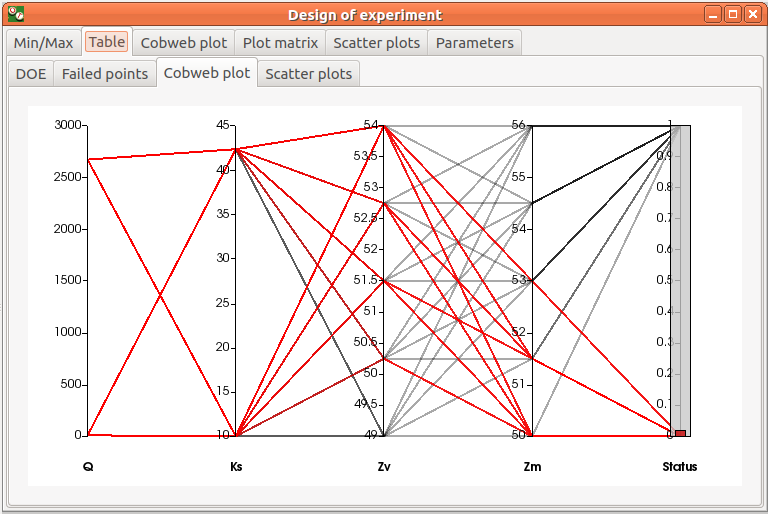 Design of experiment
Min/Max Table Cobweb plot Plot matrix Scatter plots Parameters
DOE Failed points Cobweb plot Scatter plots
3000 45 54 56 1
2500 40 53.5 55 0.9
2000 35 53 54 0.8
1500 30 52.5 53 0.7
1000 25 52 52 0.6
500 20 51.5 51 0.5
0 15 51 50 0.4
10 50.5 0.3
50 0.2
49.5 0.1
49 0
Q Ks Zv Zm Status